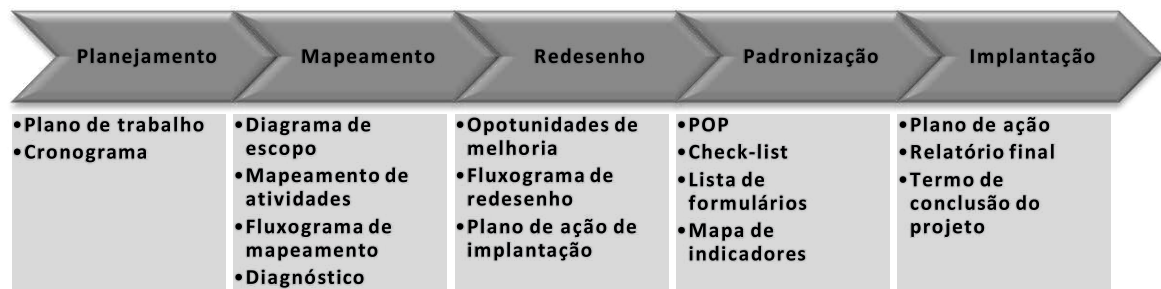 Planejamento
Mapeamento
Redesenho
Padronização
Implantação
•Plano de trabalho
•Cronograma
•Diagrama de
escopo
•Mapeamento de
atividades
•Fluxograma de
mapeamento
•Diagnóstico
•Opotunidades de
melhoria
•Fluxograma de
redesenho
•Plano de ação de
implantação
•POP
•Check-list
•Lista de
formulários
•Mapa de
indicadores
•Plano de ação
•Relatório final
•Termo de
conclusão do
projeto